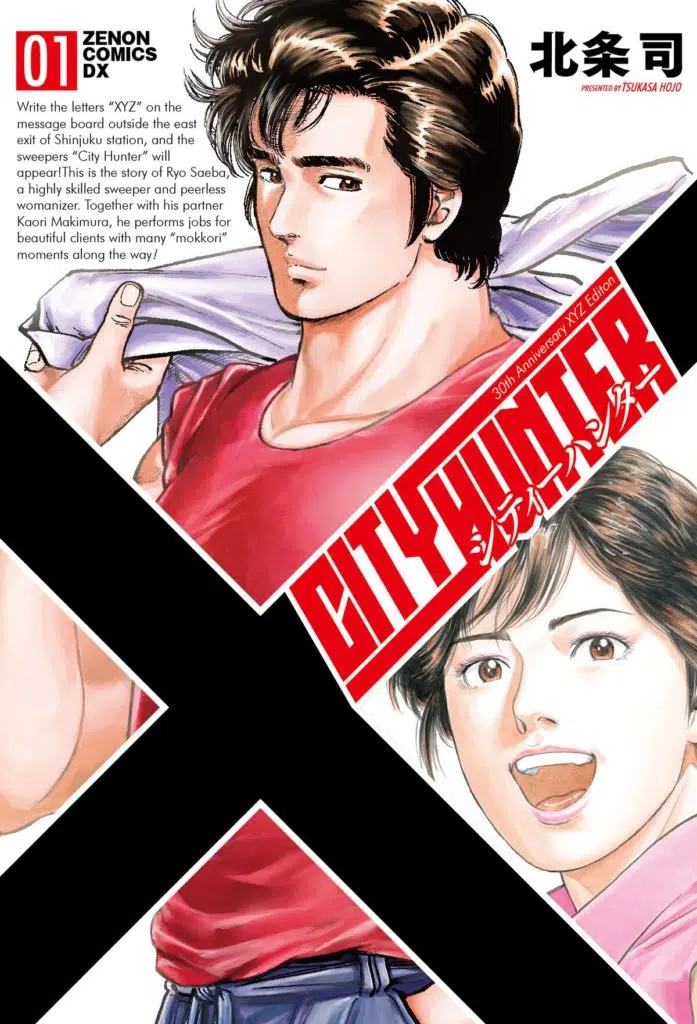 01
ZENON
COMICS
DX
Write the letters “XYZ” on the
message board outside the east
exit of Shinjuku station, and the
sweepers “City Hunter” will
appear!This is the story of Ryo Saeba,
a highly skilled sweeper and peerless
womanizer. Together with his partner
Kaori Makimura, he performs jobs for
beautiful clients with many “mokkori”
moments along the way!
北条司
PRESENTED BY TSUKASA HOJO
30th Anniversary XYZ Editon
CITYHUNTER
シティーハンター